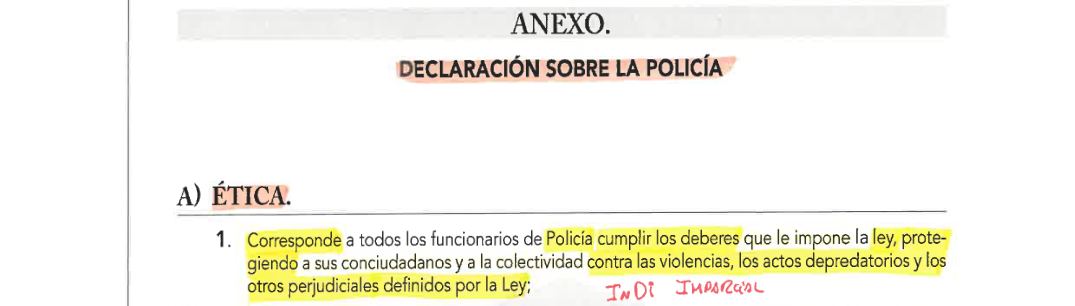 ANEXO.
DECLARACIÓN SOBRE LA POLICÍA
A) ÉTICA.
1. Corresponde a todos los funcionarios de Policía cumplir los deberes que le impone la ley, prote-
giendo a sus conciudadanos y a la colectividad contra las violencias, los actos depredatorios y los
otros perjudiciales definidos por la Ley;
INDI